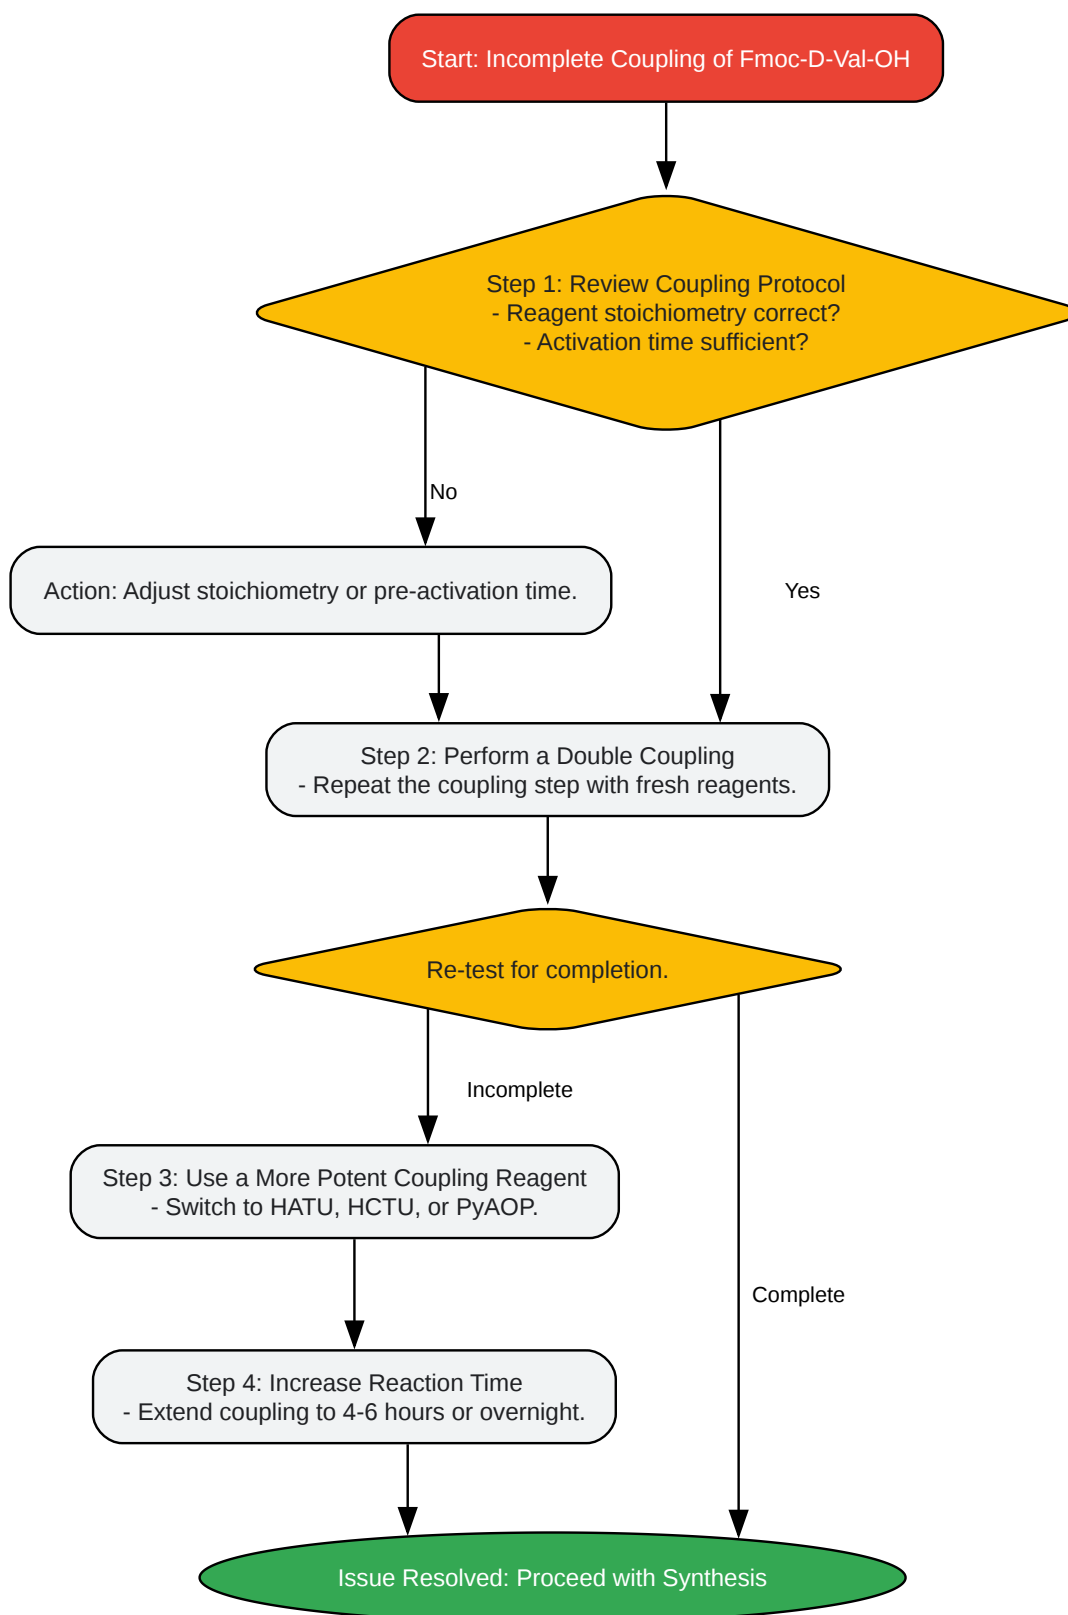 Start: Incomplete Coupling of Fmoc-D-Val-OH
Step 1: Review Coupling Protocol
- Reagent stoichiometry correct?
- Activation time sufficient?
No
Action: Adjust stoichiometry or pre-activation time.
Yes
Step 2: Perform a Double Coupling
- Repeat the coupling step with fresh reagents.
Re-test for completion.
Incomplete
Step 3: Use a More Potent Coupling Reagent
- Switch to HATU, HCTU, or PyAOP.
Complete
Step 4: Increase Reaction Time
- Extend coupling to 4-6 hours or overnight.
Issue Resolved: Proceed with Synthesis